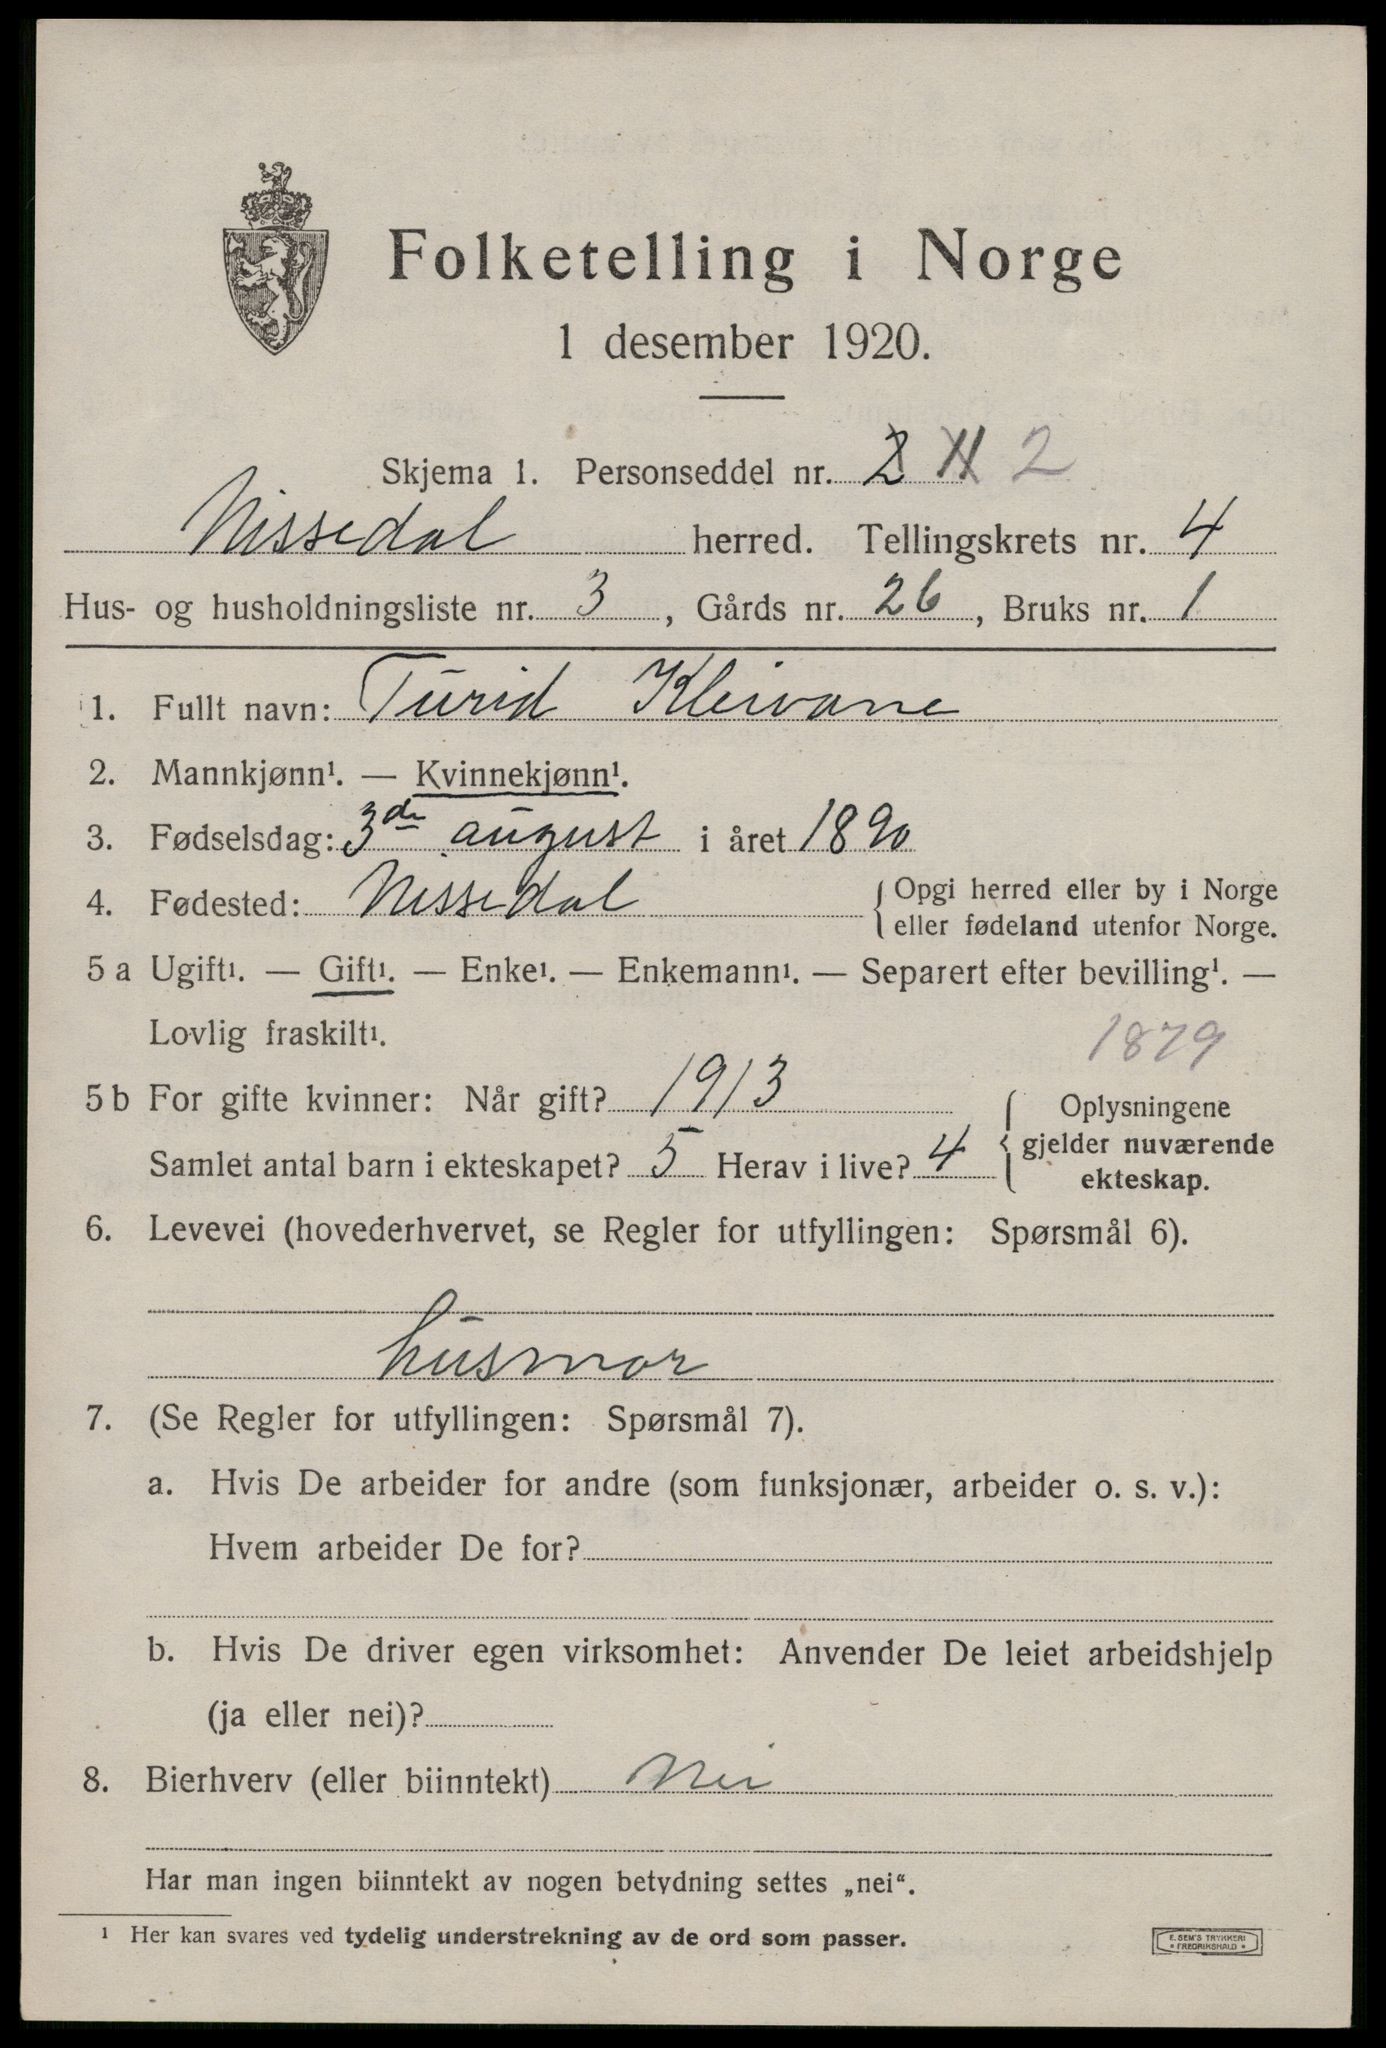 Folketelling i Norge
1 desember 1920.
Skjema 1. Personseddel nr. 2 2
Nissedal herred. Tellingskrets nr. 4
Hus- og husholdningsliste nr. 3, Gårds nr. 26, Bruks nr. 1
1. Fullt navn: Turid Kleivane
2. Mannkjønn¹. — Kvinnekjønn¹.
3. Fødselsdag: 3de august i året 1890
4. Fødested: Nissedal { Opgi herred eller by i Norge
eller fødeland utenfor Norge.
5 a Ugift¹. — Gift¹. — Enke¹. — Enkemann¹. — Separert efter bevilling¹. —
Lovlig fraskilt¹.
1879
5 b For gifte kvinner: Når gift? 1913 { Oplysningene
gjelder nuværende
Samlet antal barn i ekteskapet? 5 Herav i live? 4
ekteskap.
6. Levevei (hovederhvervet, se Regler for utfyllingen: Spørsmål 6).
husmor
7. (Se Regler for utfyllingen: Spørsmål 7).
a. Hvis De arbeider for andre (som funksjonær, arbeider o. s. v.):
Hvem arbeider De for?
b. Hvis De driver egen virksomhet: Anvender De leiet arbeidshjelp
(ja eller nei)?
8. Bierhverv (eller biinntekt) Nei
Har man ingen biinntekt av nogen betydning settes „nei“.
¹ Her kan svares ved tydelig understrekning av de ord som passer.
E. SEM'S TRYKKERI
• FREDRIKSHALD •